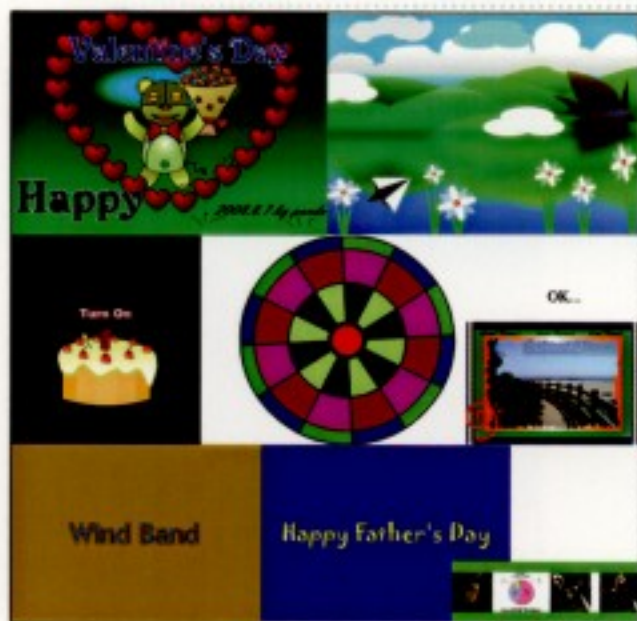 Valentine's Day
Happy
Turn On
OK...
Wind Band
Happy Father's Day